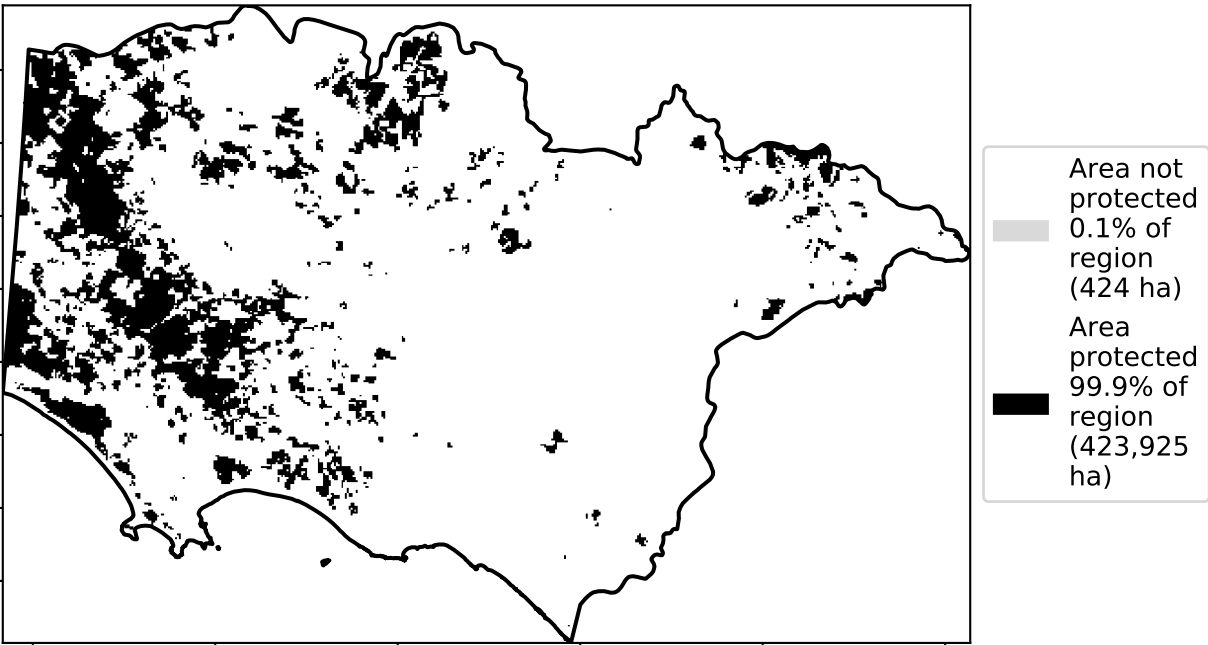 Area not
protected
0.1% of
region
(424 ha)
Area
protected
99.9% of
region
(423,925
ha)